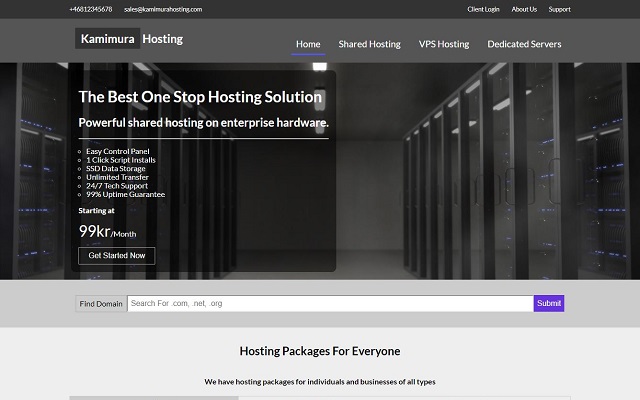 +46812345678 sales@kamimurahosting.com Client Login About Us Support
Kamimura Hosting
Home Shared Hosting VPS Hosting Dedicated Servers
The Best One Stop Hosting Solution
Powerful shared hosting on enterprise hardware.
Easy Control Panel
1 Click Script Installs
SSD Data Storage
Unlimited Transfer
24/7 Tech Support
99% Uptime Guarantee
Starting at
99kr/Month
Get Started Now
Find Domain Search For .com, .net, .org Submit
Hosting Packages For Everyone
We have hosting packages for individuals and businesses of all types